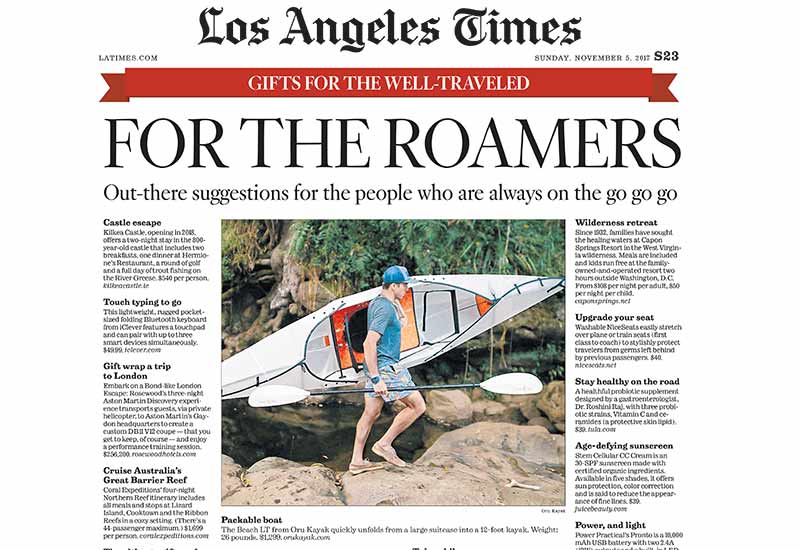 Los Angeles Times
LATIMES.COM
SUNDAY, NOVEMBER 5, 2017 S23
GIFTS FOR THE WELL-TRAVELED
FOR THE ROAMERS
Out-there suggestions for the people who are always on the go go go
Castle escape
Kilkea Castle, opening in 2018,
offers a two-night stay in the 800-
year-old castle that includes two
breakfasts, one dinner at Hermio-
ne's Restaurant, a round of golf
and a full day of trout fishing on
the River Greese. $540 per person.
kilkeacastle.ie
Touch typing to go
This lightweight, rugged pocket-
sized folding Bluetooth keyboard
from iClever features a touchpad
and can pair with up to three
smart devices simultaneously.
$49.99. iclever.com
Gift wrap a trip
to London
Embark on a Bond-like London
Escape: Rosewood's three-night
Aston Martin Discovery experi-
ence transports guests, via private
helicopter, to Aston Martin's Gay-
don headquarters to create a
custom DB11 V12 coupe — that you
get to keep, of course — and enjoy
a performance training session.
$256,200. rosewoodhotels.com
Cruise Australia's
Great Barrier Reef
Coral Expeditions' four-night
Northern Reef itinerary includes
all meals and stops at Lizard
Island, Cooktown and the Ribbon
Reefs in a cozy setting. (There's a
44-passenger maximum.) $1,699
per person. coralexpeditions.com
Oru Kayak
Packable boat
The Beach LT from Oru Kayak quickly unfolds from a large suitcase into a 12-foot kayak. Weight:
26 pounds. $1,299. orukayak.com
Wilderness retreat
Since 1932, families have sought
the healing waters at Capon
Springs Resort in the West Virgin-
ia wilderness. Meals are included
and kids run free at the family-
owned-and-operated resort two
hours outside Washington, D.C.
From $108 per night per adult, $50
per night per child.
caponsprings.net
Upgrade your seat
Washable NiceSeats easily stretch
over plane or train seats (first
class to coach) to stylishly protect
travelers from germs left behind
by previous passengers. $40.
niceseats.net
Stay healthy on the road
A healthful probiotic supplement
designed by a gastroenterologist,
Dr. Roshini Raj, with three probi-
otic strains, Vitamin C and ce-
ramides (a protective skin lipid).
$39. tula.com
Age-defying sunscreen
Stem Cellular CC Cream is an
30-SPF sunscreen made with
certified organic ingredients.
Available in five shades, it offers
sun protection, color correction
and is said to reduce the appear-
ance of fine lines. $39.
juicebeauty.com
Power, and light
Power Practical's Pronto is a 10,000
mAh USB battery with two 2.4A